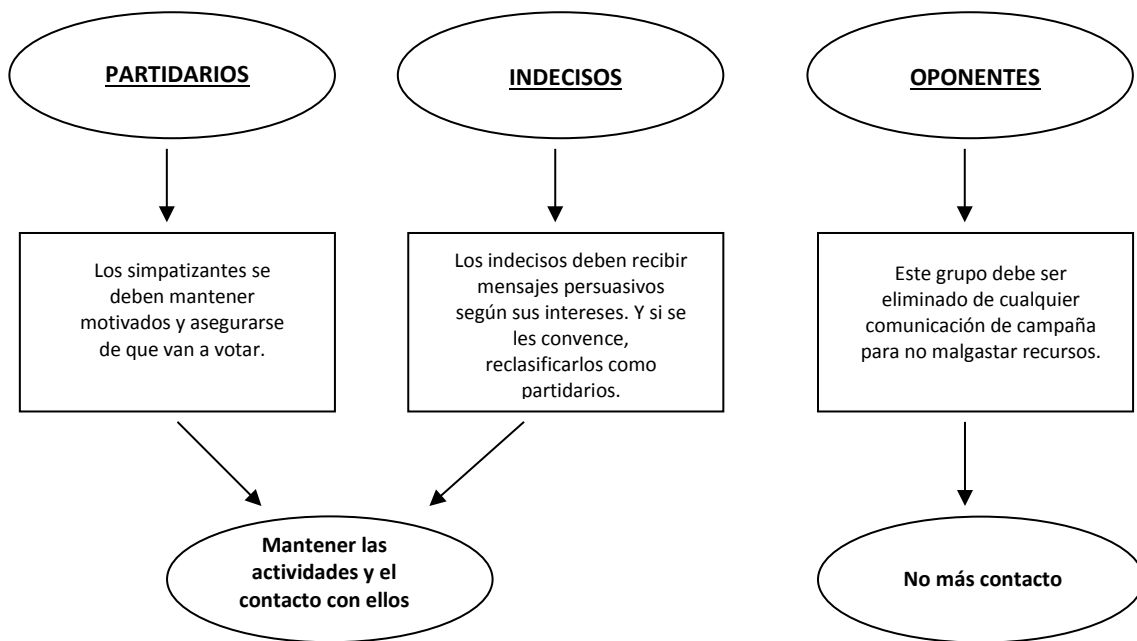 PARTIDARIOS
INDECISOS
OPONENTES
Los simpatizantes se
deben mantener
motivados y asegurarse
de que van a votar.
Los indecisos deben recibir
mensajes persuasivos
según sus intereses. Y si se
les convence,
reclasificarlos como
partidarios.
Este grupo debe ser
eliminado de cualquier
comunicación de campaña
para no malgastar recursos.
Mantener las
actividades y el
contacto con ellos
No más contacto